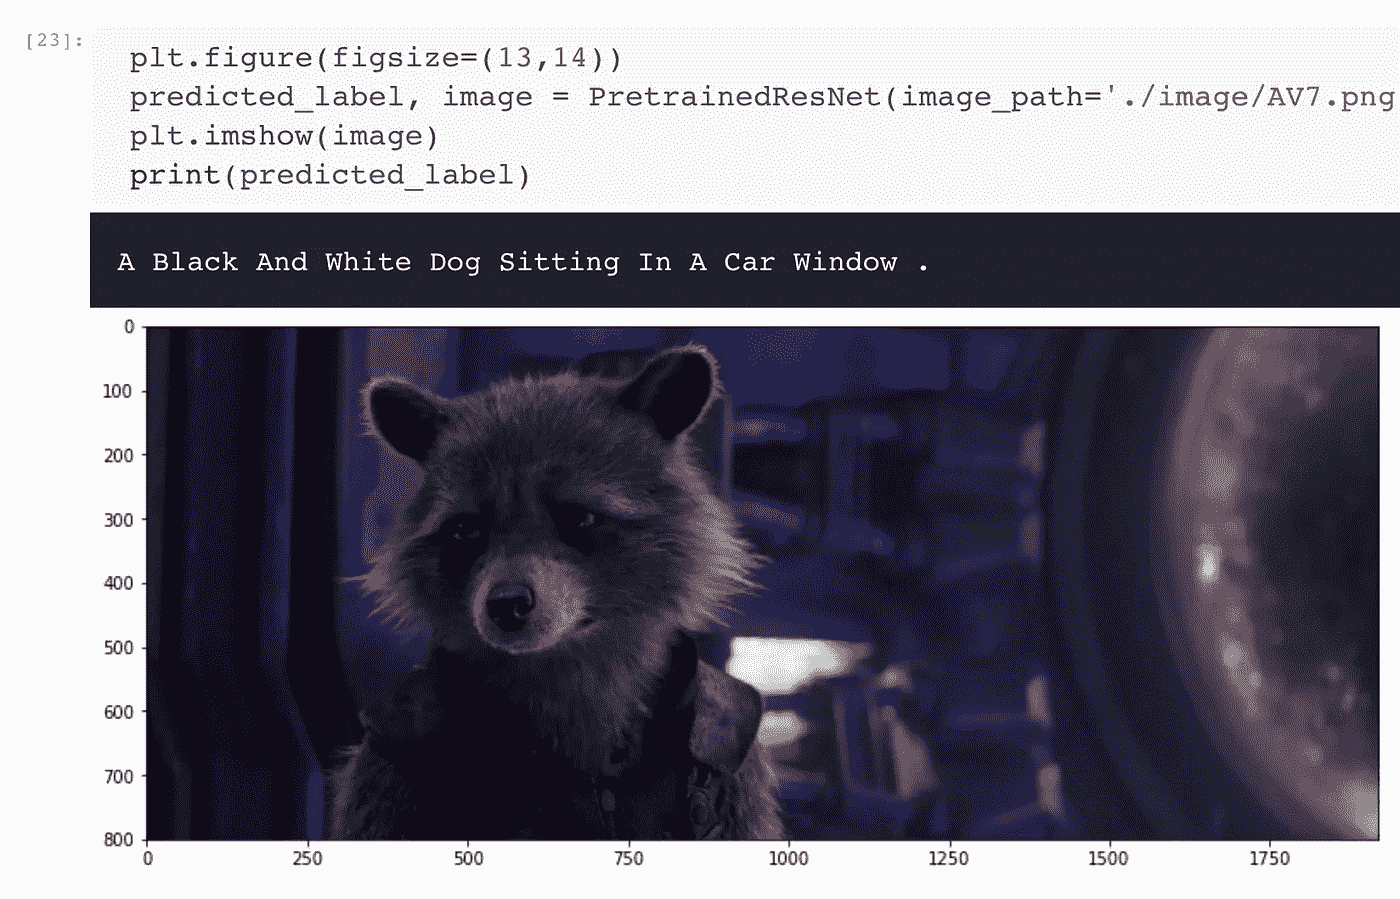 [23]:
plt.figure(figsize=(13,14))
predicted_label, image = PretrainedResNet(image_path='./image/AV7.png
plt.imshow(image)
print(predicted_label)
A Black And White Dog Sitting In A Car Window .
0
100
200
300
400
500
600
700
800
0 250 500 750 1000 1250 1500 1750